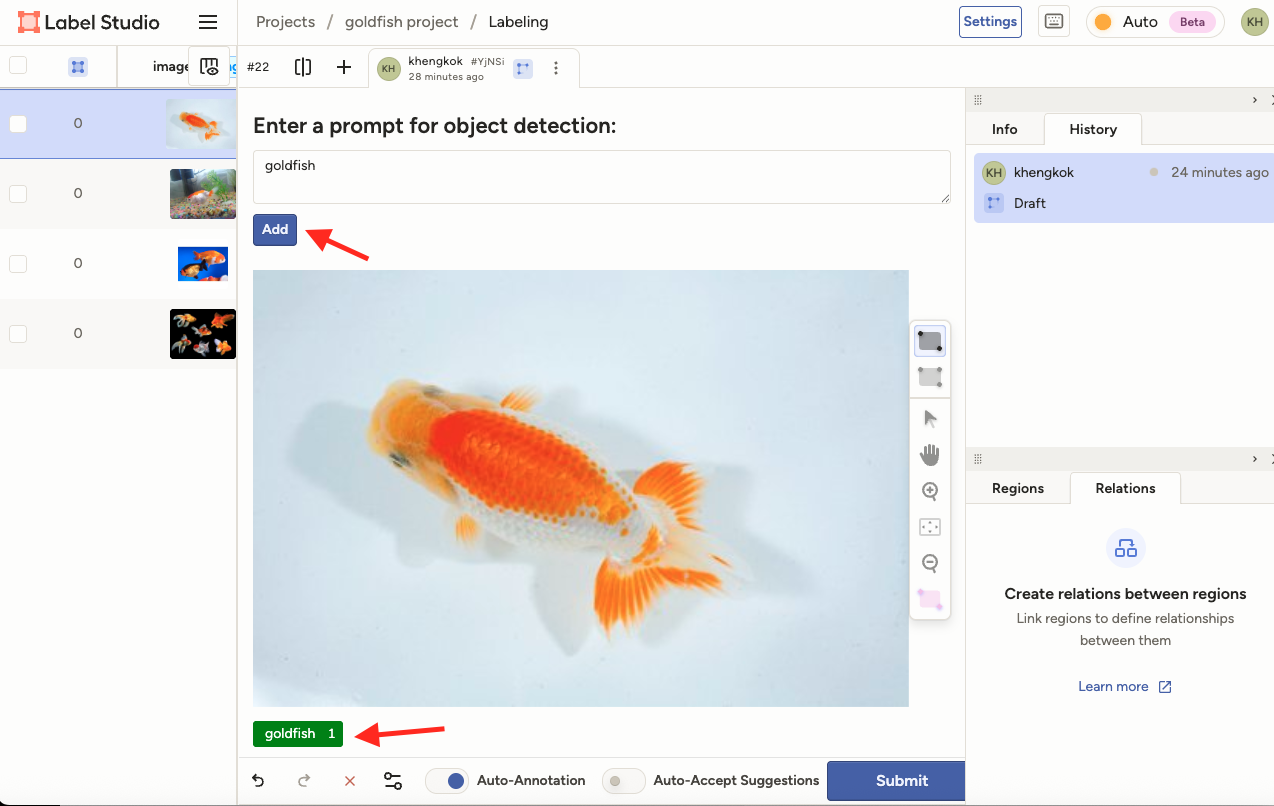 Label Studio
Projects / goldfish project / Labeling
Settings
Auto Beta
KH
image
#22
KH khengkok #YjNSi
28 minutes ago
0
0
0
0
Enter a prompt for object detection:
goldfish
Add
goldfish 1
Auto-Annotation
Auto-Accept Suggestions
Submit
Info History
KH khengkok 24 minutes ago
Draft
Regions Relations
Create relations between regions
Link regions to define relationships
between them
Learn more